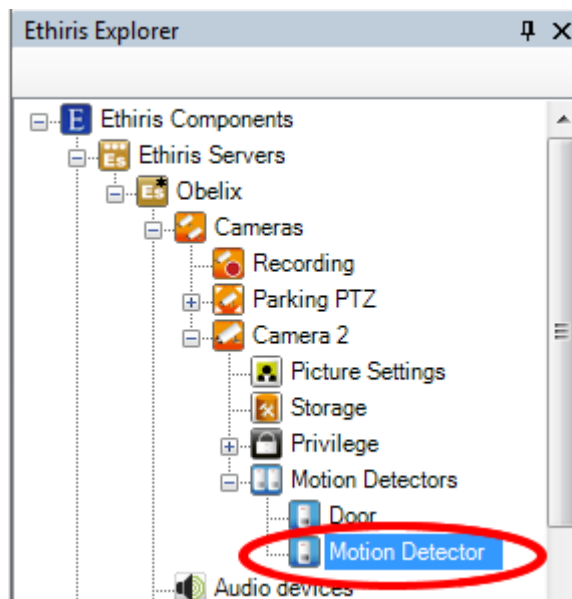 Ethiris Explorer
Ethiris Components
Ethiris Servers
Obelix
Cameras
Recording
Parking PTZ
Camera 2
Picture Settings
Storage
Privilege
Motion Detectors
Door
Motion Detector
Audio devices